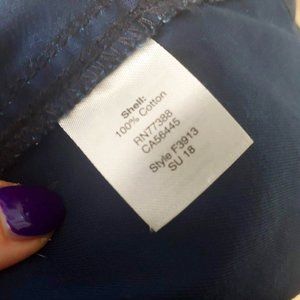 Shell:
100% Cotton
RN77388
CA56445
Style F3913
SU 18